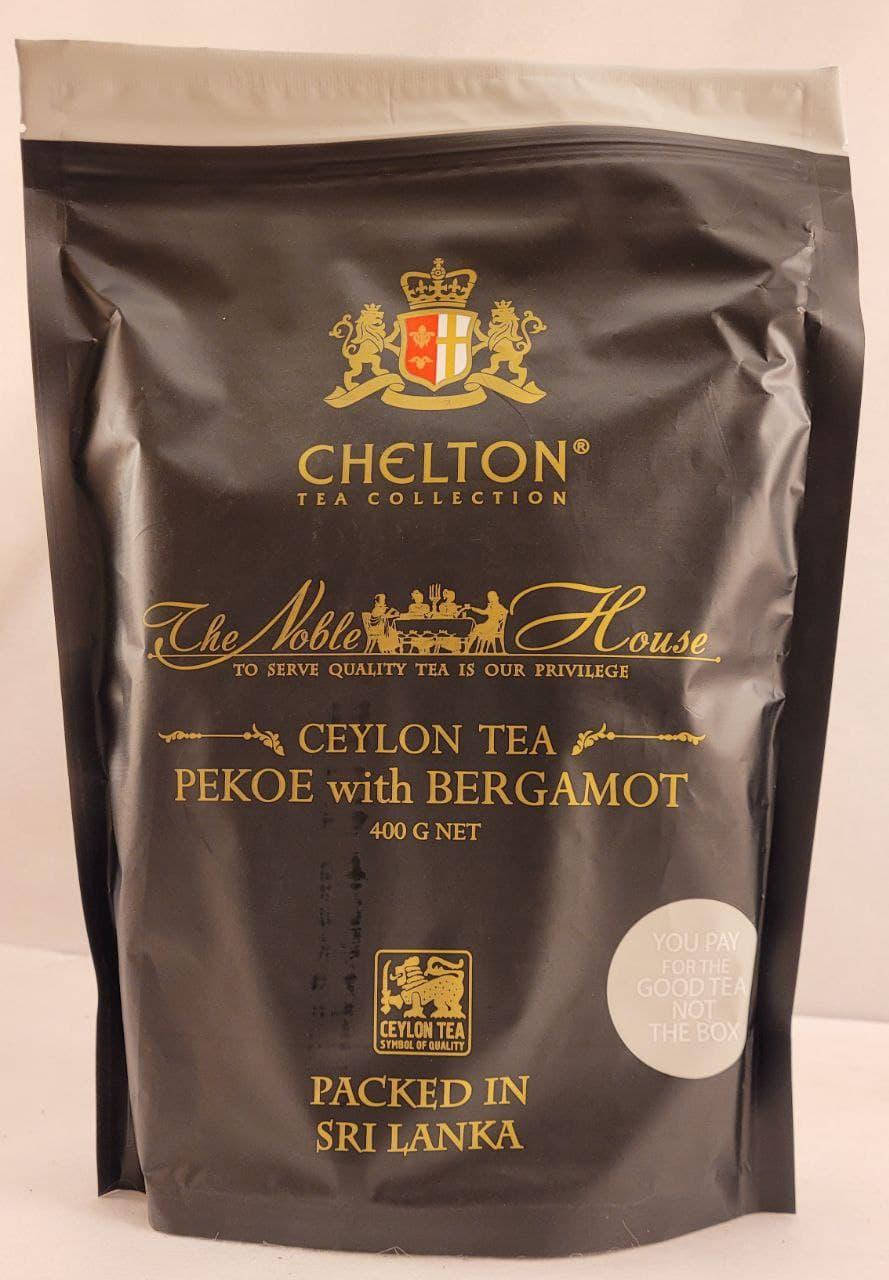 CHELTON®
TEA COLLECTION
The Noble House
TO SERVE QUALITY TEA IS OUR PRIVILEGE
CEYLON TEA
PEKOE with BERGAMOT
400 G NET
YOU PAY
FOR THE
GOOD TEA
NOT
THE BOX
CEYLON TEA
SYMBOL OF QUALITY
PACKED IN
SRI LANKA